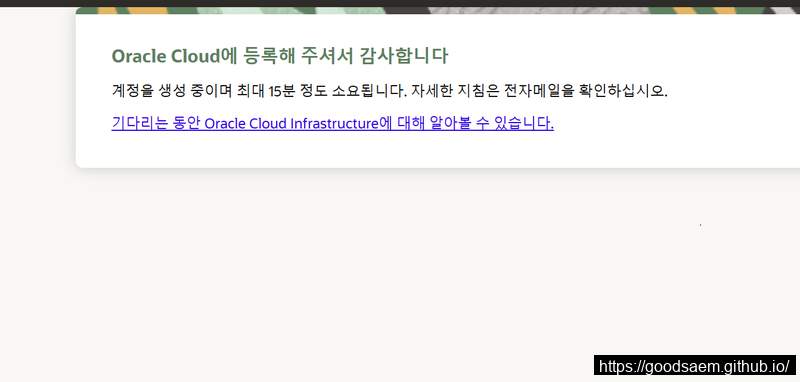 Oracle Cloud에 등록해 주셔서 감사합니다
계정을 생성 중이며 최대 15분 정도 소요됩니다. 자세한 지침은 전자메일을 확인하십시오.
기다리는 동안 Oracle Cloud Infrastructure에 대해 알아볼 수 있습니다.
https://goodsaem.github.io/